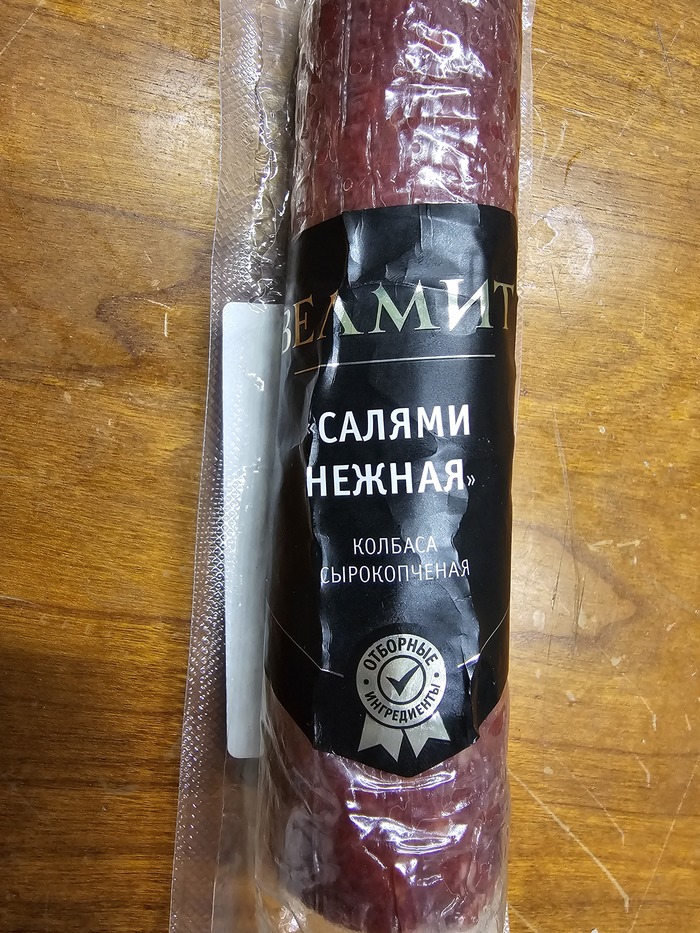 ВЕЛМИТ
«САЛЯМИ
НЕЖНАЯ»
КОЛБАСА
СЫРОКОПЧЕНАЯ
ОТБОРНЫЕ
ИНГРЕДИЕНТЫ